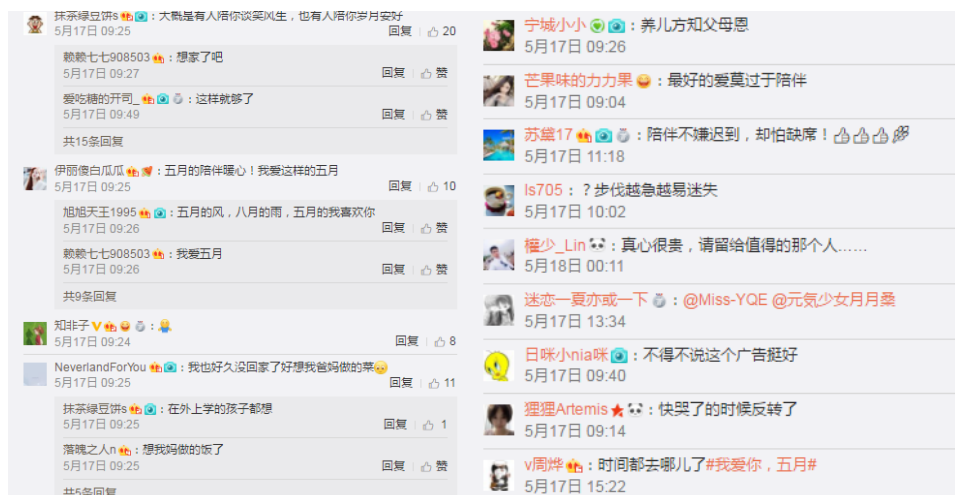 抹茶绿豆饼s：大概是有人陪你谈笑风生，也有人陪你岁月安好
5月17日 09:25 回复 20
赖赖七七908503：想家了吧
5月17日 09:27 回复 赞
爱吃糖的开司_：这样就够了
5月17日 09:49 回复 赞
共15条回复
伊丽傻白瓜瓜：五月的陪伴暖心！我爱这样的五月
5月17日 09:25 回复 10
旭旭天王1995：五月的风，八月的雨，五月的我喜欢你
5月17日 09:26 回复 赞
赖赖七七908503：我爱五月
5月17日 09:26 回复 赞
共9条回复
知非子：
5月17日 09:24 回复 8
NeverlandForYou：我也好久没回家了好想我爸妈做的菜
5月17日 09:25 回复 11
抹茶绿豆饼s：在外上学的孩子都想
5月17日 09:25 回复 1
落魄之人n：想我妈做的饭了
5月17日 09:25 回复 赞
共5条回复
宁城小小：养儿方知父母恩
5月17日 09:26
芒果味的力力果：最好的爱莫过于陪伴
5月17日 09:04
苏黛17：陪伴不嫌迟到，却怕缺席！
5月17日 11:18
ls705：？步伐越急越易迷失
5月17日 10:02
權少_Lin：真心很贵，请留给值得的那个人……
5月18日 00:11
迷恋一夏亦或一下：@Miss-YQE @元気少女月月桑
5月17日 13:34
日咪小nia咪：不得不说这个广告挺好
5月17日 09:40
狸狸Artemis：快哭了的时候反转了
5月17日 09:14
v周烨：时间都去哪儿了#我爱你，五月#
5月17日 15:22